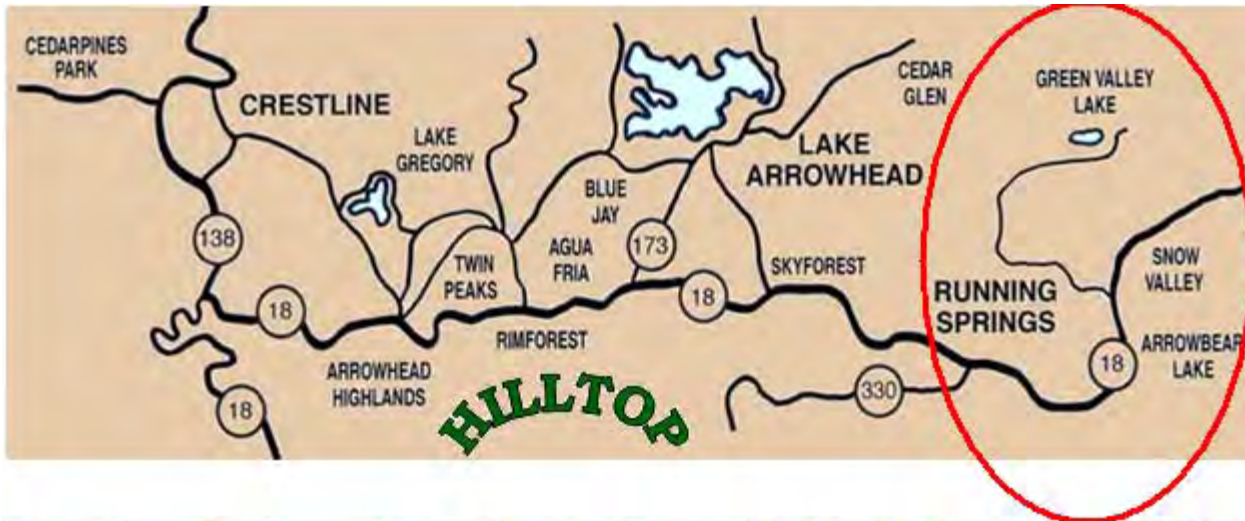 CEDARPINES
PARK
CRESTLINE
LAKE
GREGORY
LAKE
ARROWHEAD
CEDAR
GLEN
GREEN VALLEY
LAKE
BLUE
JAY
138
173
TWIN
PEAKS
AGUA
FRIA
SKYFOREST
SNOW
VALLEY
18
18
RUNNING
SPRINGS
RIMFOREST
ARROWHEAD
HIGHLANDS
18
ARROWBEAR
LAKE
330
18
HILLTOP